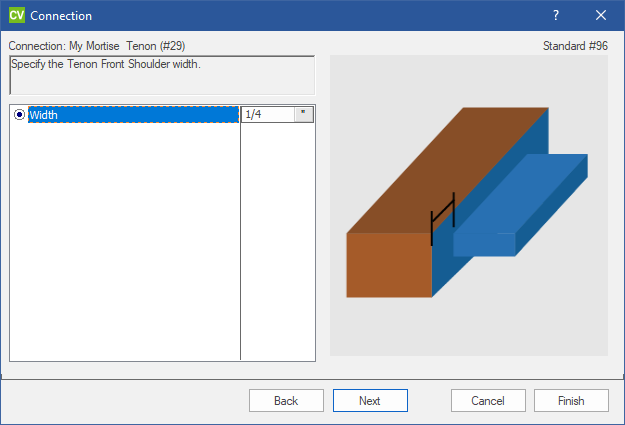 CV Connection ?
Connection: My Mortise  Tenon (#29)
Standard #96
Specify the Tenon Front Shoulder width.
Width 1/4 "
Back Next Cancel Finish